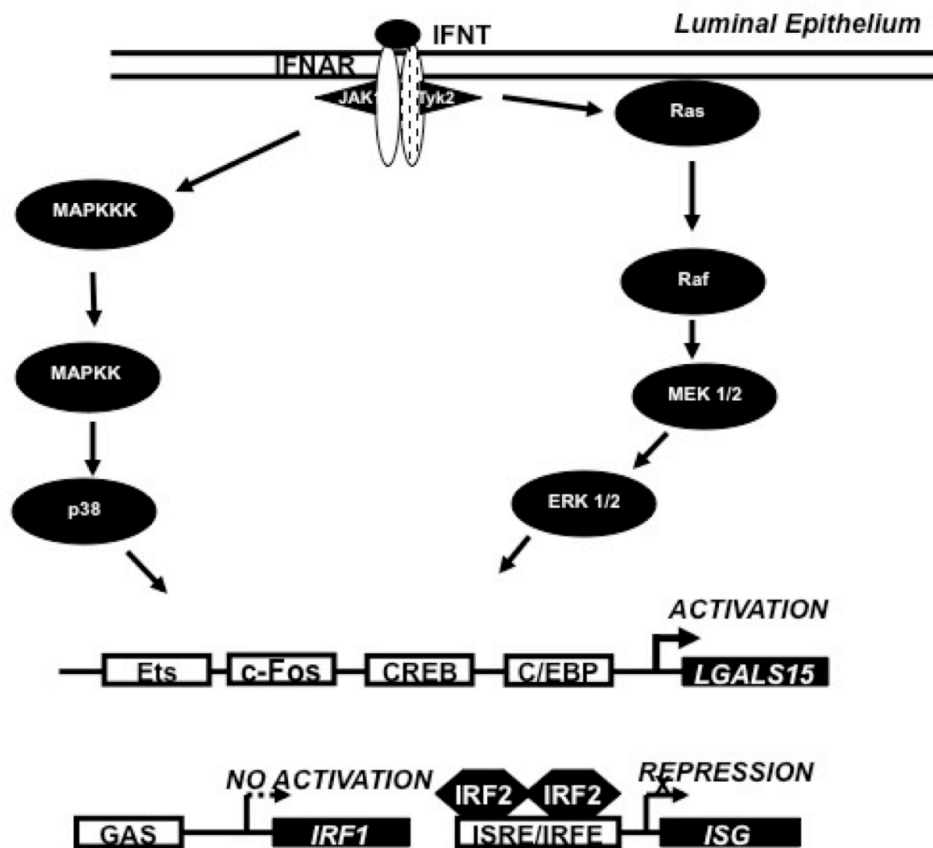 Luminal Epithelium
IFNT
IFNAR
JAK1 Tyk2
Ras
MAPKKK
Raf
MAPKK
MEK 1/2
p38
ERK 1/2
ACTIVATION
Ets c-Fos CREB C/EBP LGALS15
NO ACTIVATION REPRESSION
IRF2 IRF2
X
GAS IRF1 ISRE/IRFE ISG